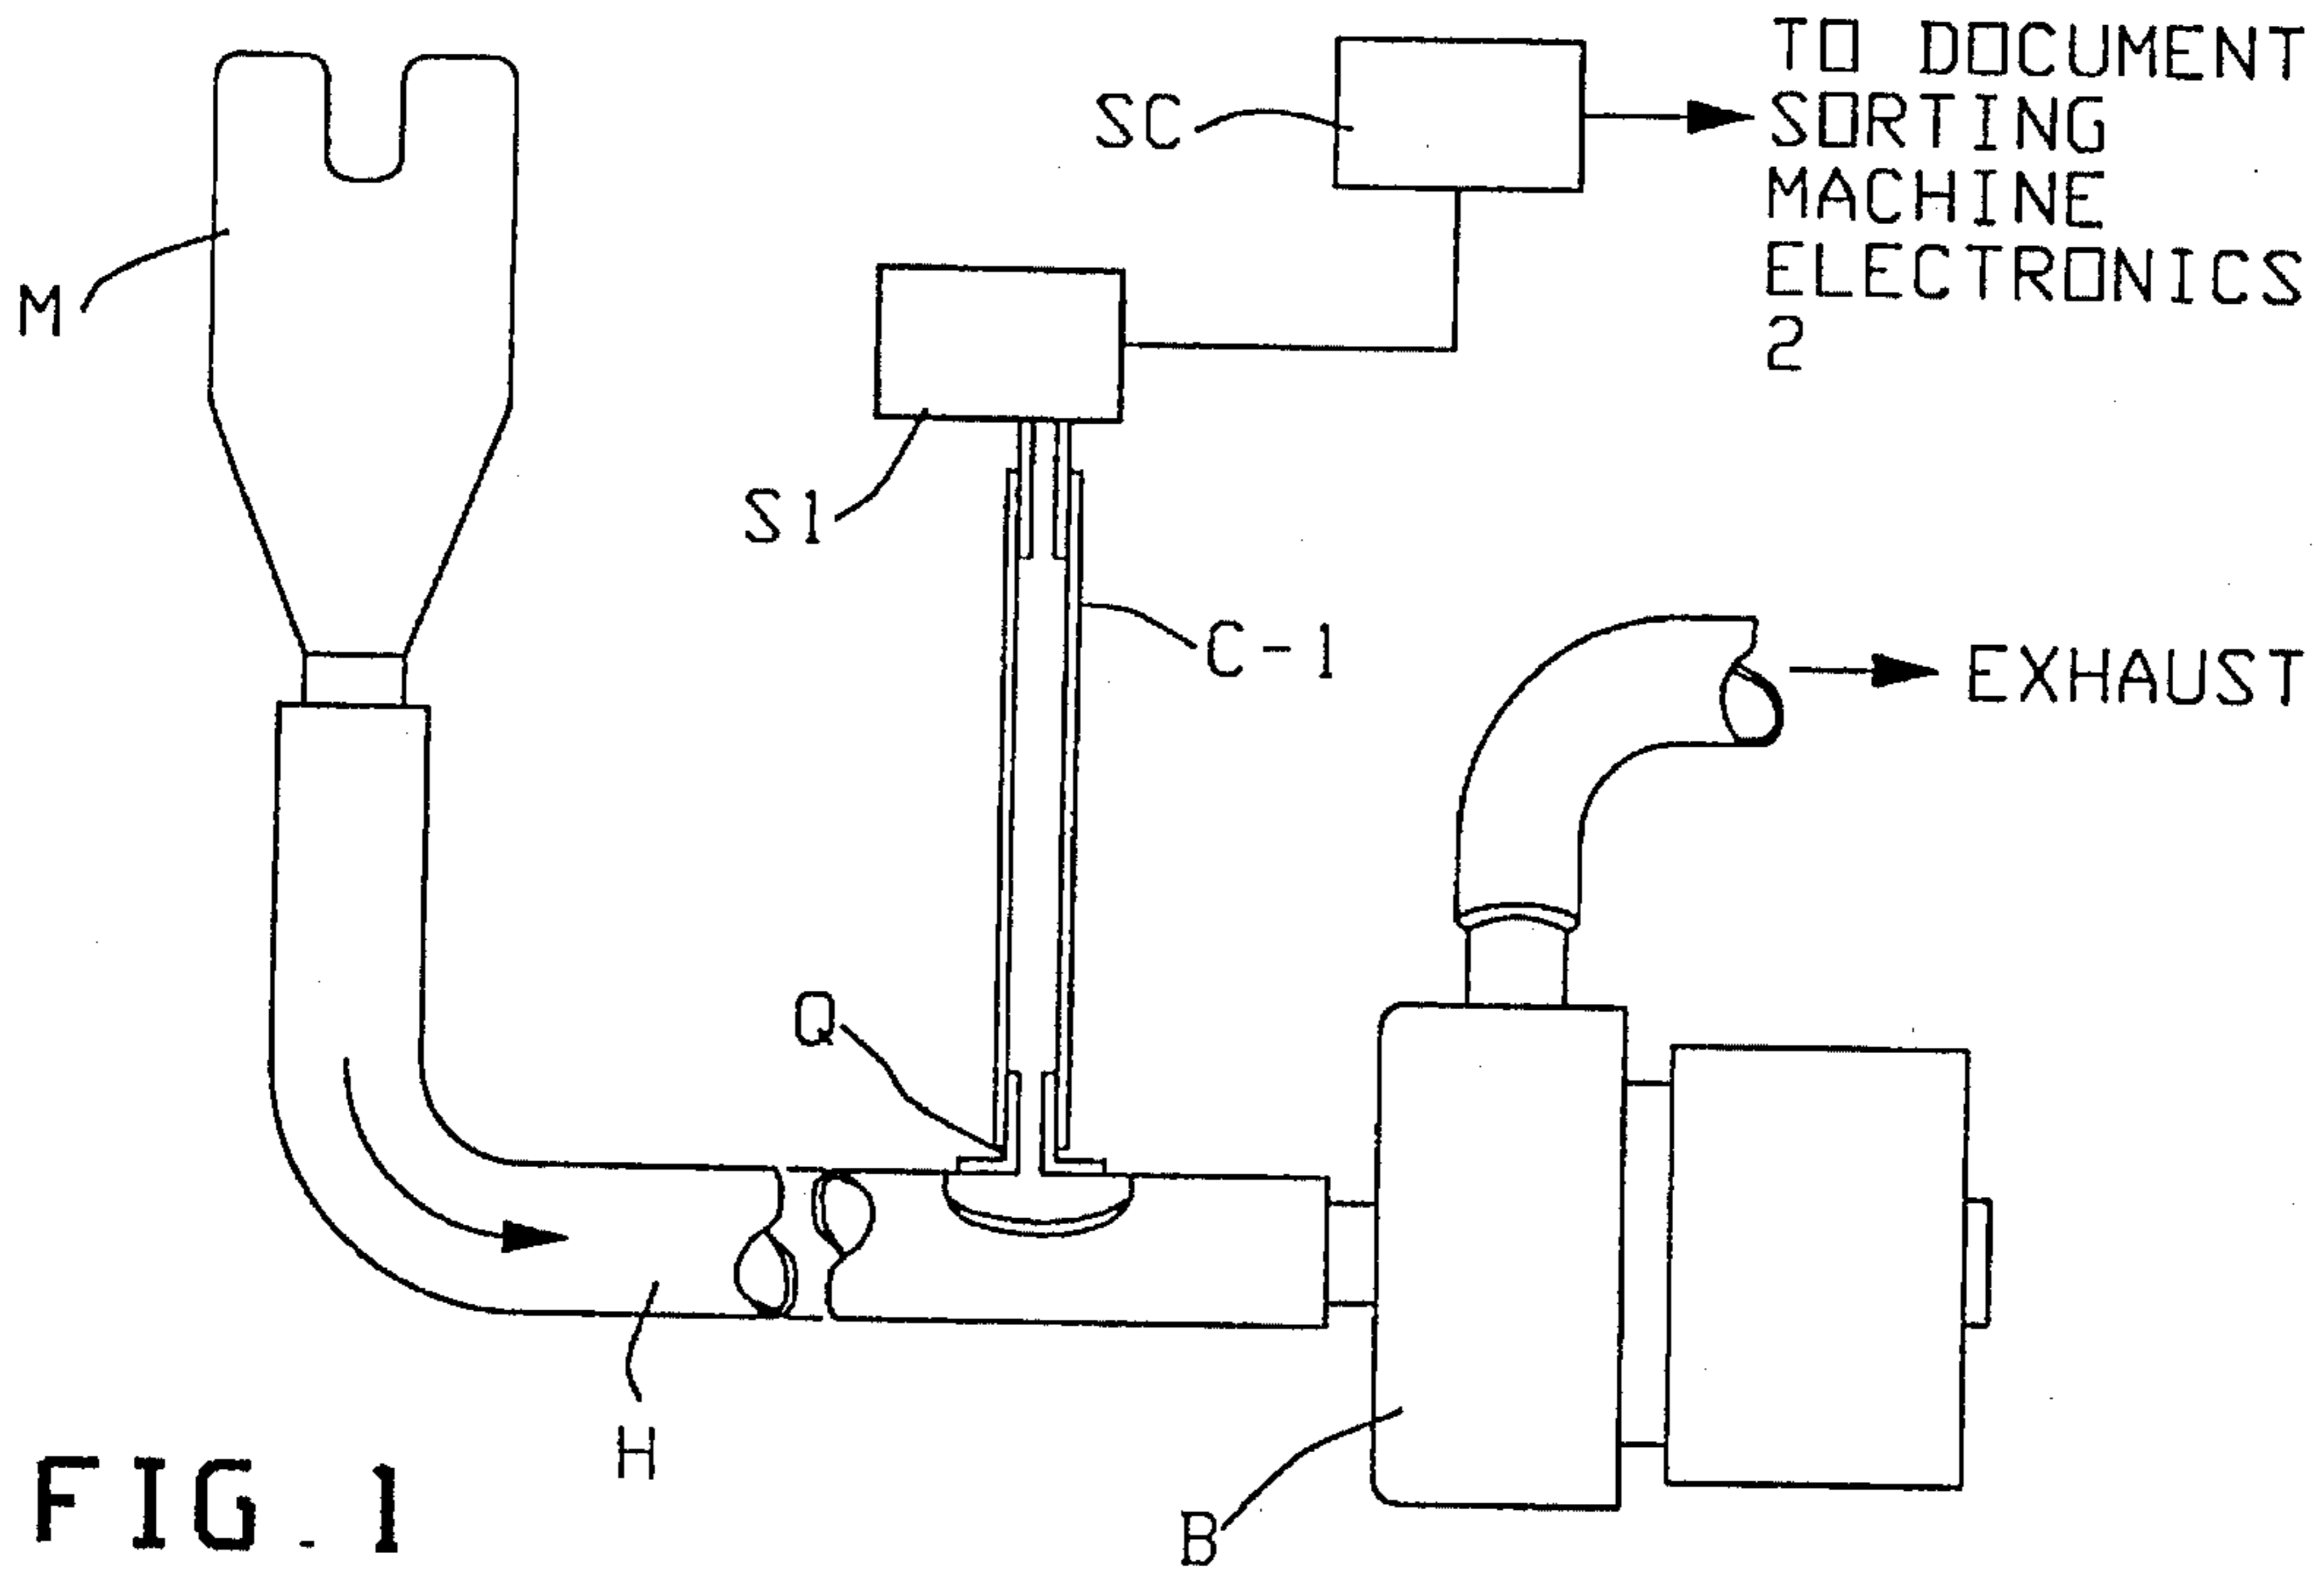 TO DOCUMENT
SORTING
MACHINE
ELECTRONICS
2
SC
M
S1
C-1
EXHAUST
Q
H
B
FIG. 1